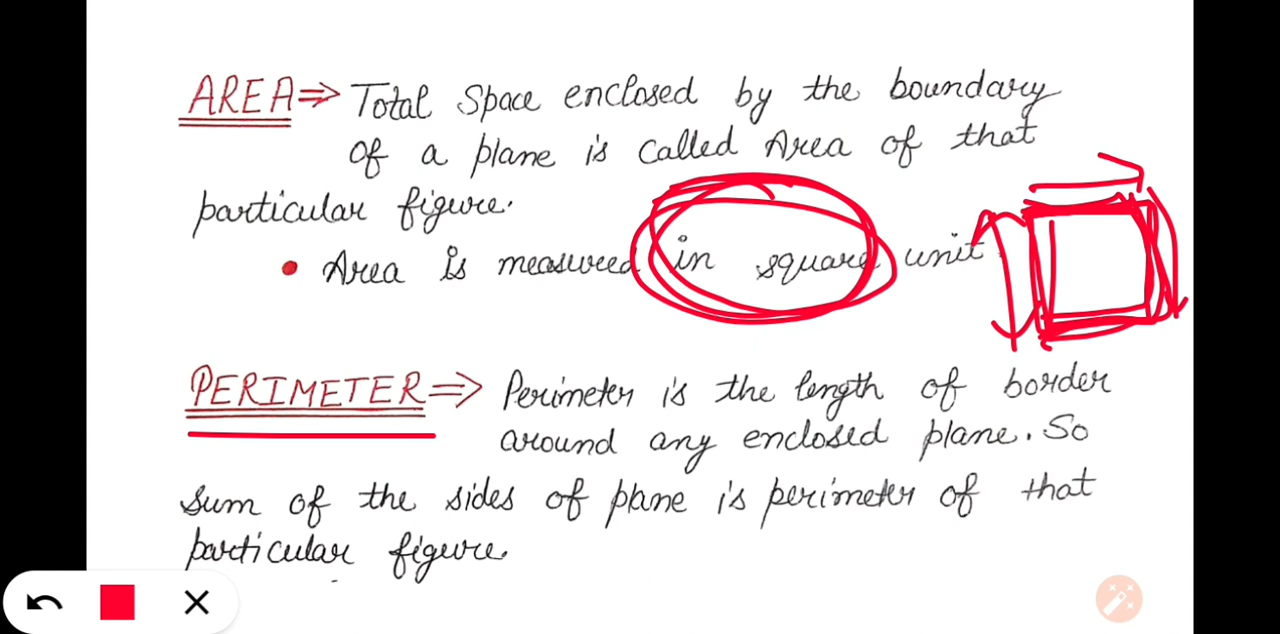 AREA ⇒ Total Space enclosed by the boundary
of a plane is called Area of that
particular figure.
• Area is measured in square unit
PERIMETER ⇒ Perimeter is the length of border
around any enclosed plane. So
sum of the sides of plane is perimeter of that
particular figure.